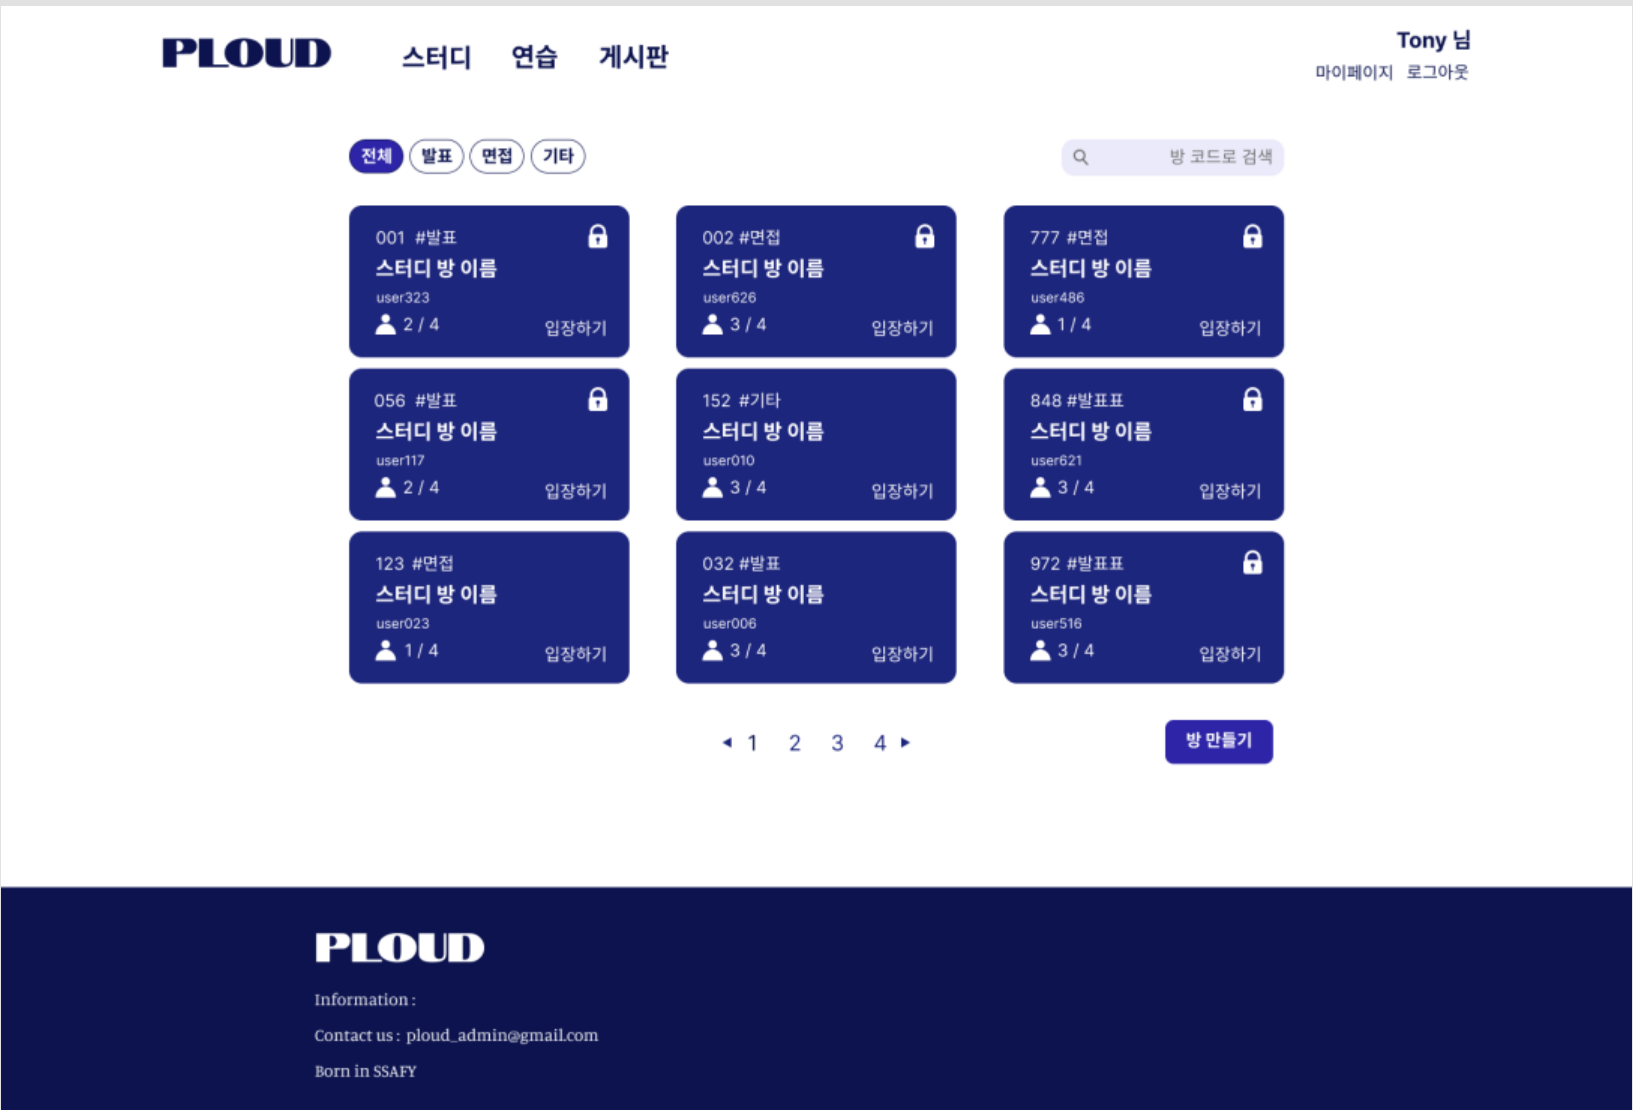 PLOUD 스터디 연습 게시판
Tony 님
마이페이지 로그아웃
전체 발표 면접 기타
방 코드로 검색
001 #발표
스터디 방 이름
user323
2 / 4 입장하기
002 #면접
스터디 방 이름
user626
3 / 4 입장하기
777 #면접
스터디 방 이름
user486
1 / 4 입장하기
056 #발표
스터디 방 이름
user117
2 / 4 입장하기
152 #기타
스터디 방 이름
user010
3 / 4 입장하기
848 #발표표
스터디 방 이름
user621
3 / 4 입장하기
123 #면접
스터디 방 이름
user023
1 / 4 입장하기
032 #발표
스터디 방 이름
user006
3 / 4 입장하기
972 #발표표
스터디 방 이름
user516
3 / 4 입장하기
1 2 3 4
방 만들기
PLOUD
Information :
Contact us : ploud_admin@gmail.com
Born in SSAFY